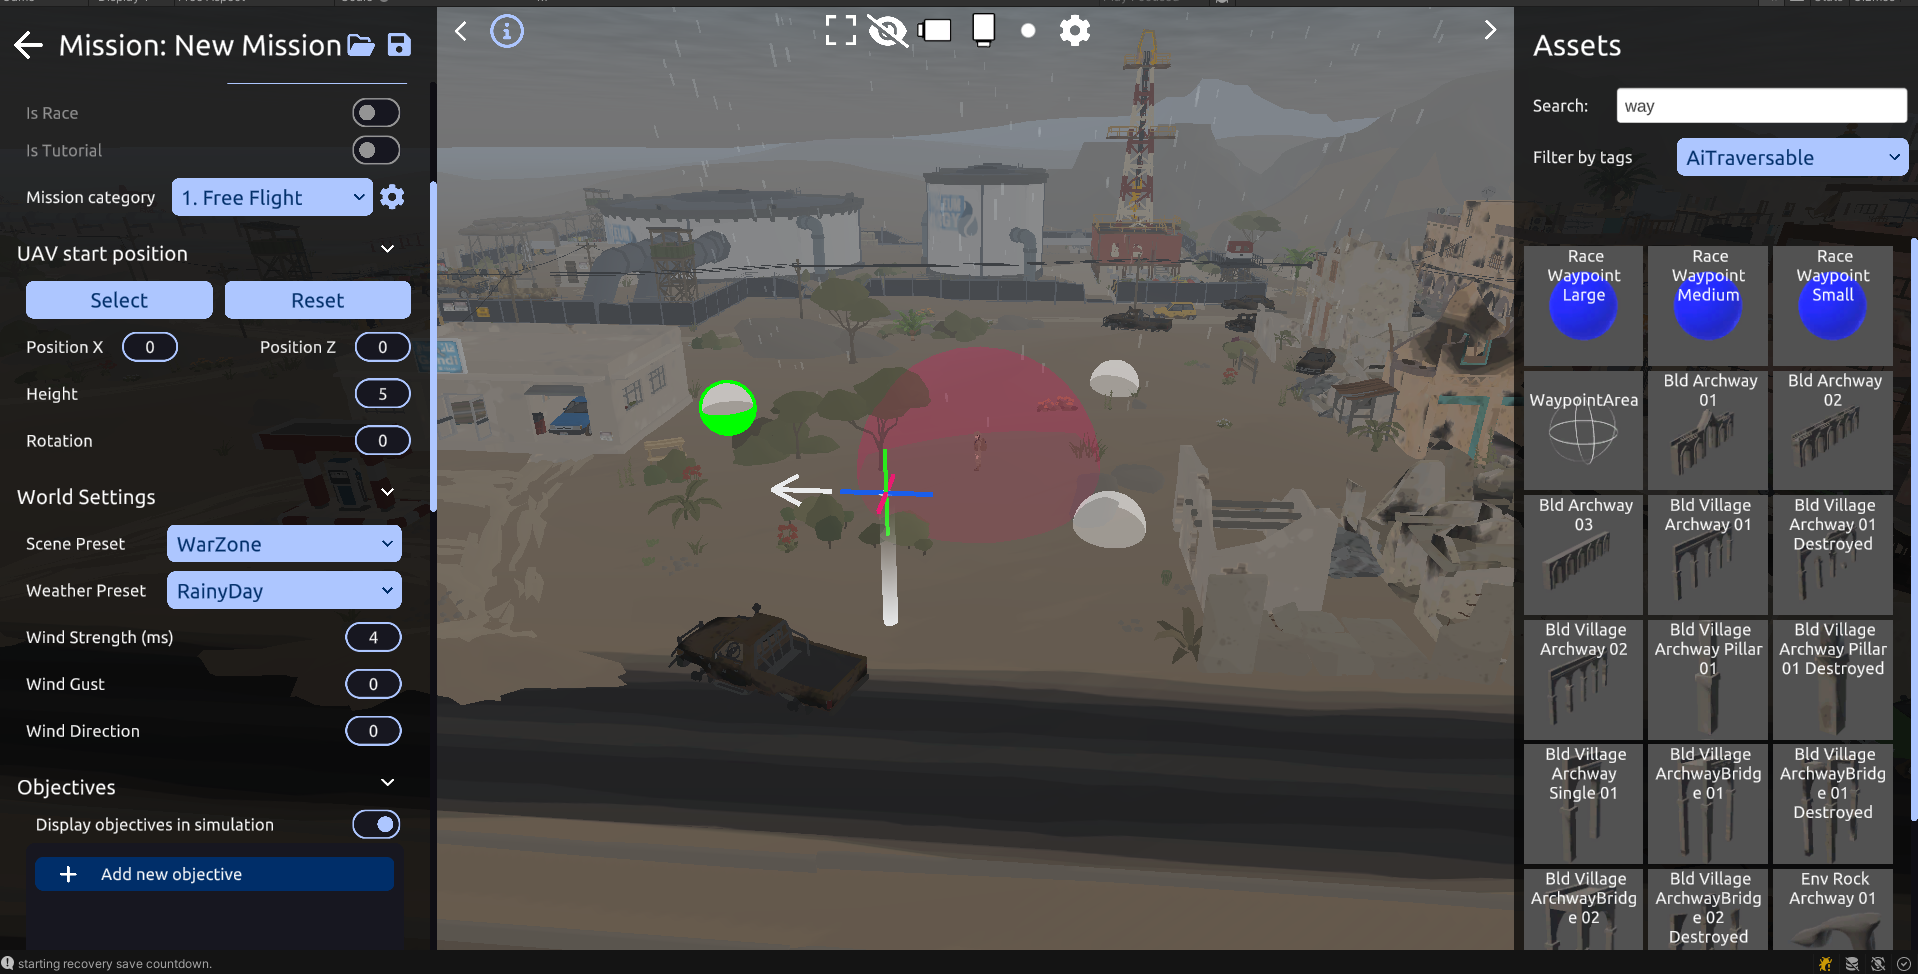 Mission: New Mission
Is Race
Is Tutorial
Mission category
1. Free Flight
UAV start position
Select
Reset
Position X
0
Position Z
0
Height
5
Rotation
0
World Settings
Scene Preset
WarZone
Weather Preset
RainyDay
Wind Strength (ms)
4
Wind Gust
0
Wind Direction
0
Objectives
Display objectives in simulation
+ Add new objective
starting recovery save countdown.
Assets
Search:
way
Filter by tags
AiTraversable
Race
Waypoint
Large
Race
Waypoint
Medium
Race
Waypoint
Small
WaypointArea
Bld Archway
01
Bld Archway
02
Bld Archway
03
Bld Village
Archway 01
Bld Village
Archway 01
Destroyed
Bld Village
Archway 02
Bld Village
Archway Pillar
01
Bld Village
Archway Pillar
01 Destroyed
Bld Village
Archway
Single 01
Bld Village
ArchwayBridg
e 01
Bld Village
ArchwayBridg
e 01
Destroyed
Bld Village
ArchwayBridg
e 02
Bld Village
ArchwayBridg
e 02
Destroyed
Env Rock
Archway 01